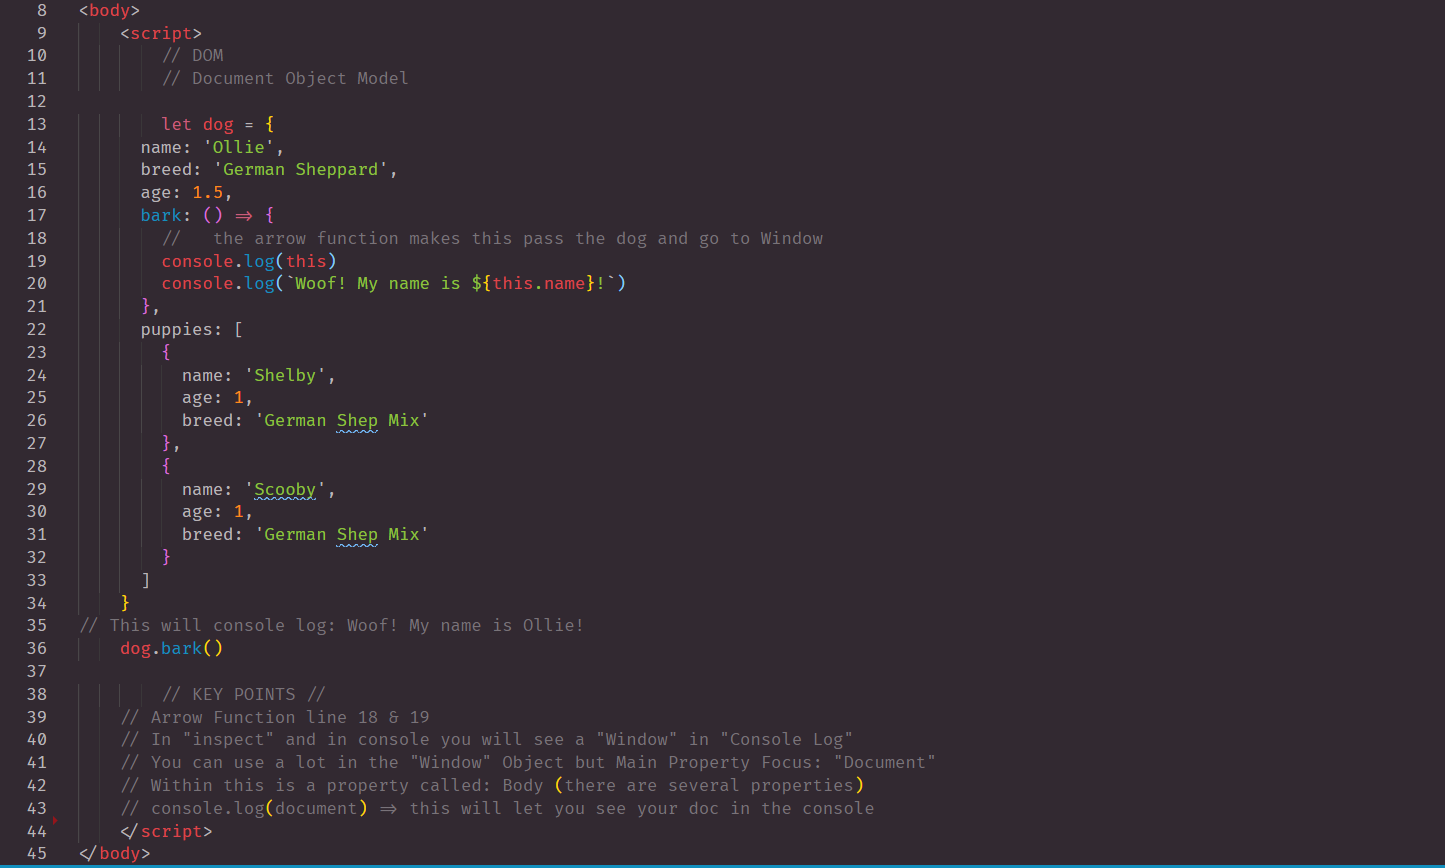 8 <body>
9 <script>
10 // DOM
11 // Document Object Model
12
13 let dog = {
14 name: 'Ollie',
15 breed: 'German Sheppard',
16 age: 1.5,
17 bark: () => {
18 //   the arrow function makes this pass the dog and go to Window
19 console.log(this)
20 console.log(`Woof! My name is ${this.name}!`)
21 },
22 puppies: [
23 {
24 name: 'Shelby',
25 age: 1,
26 breed: 'German Shep Mix'
27 },
28 {
29 name: 'Scooby',
30 age: 1,
31 breed: 'German Shep Mix'
32 }
33 ]
34 }
35 // This will console log: Woof! My name is Ollie!
36 dog.bark()
37
38 // KEY POINTS //
39 // Arrow Function line 18 & 19
40 // In "inspect" and in console you will see a "Window" in "Console Log"
41 // You can use a lot in the "Window" Object but Main Property Focus: "Document"
42 // Within this is a property called: Body (there are several properties)
43 // console.log(document) => this will let you see your doc in the console
44 </script>
45 </body>